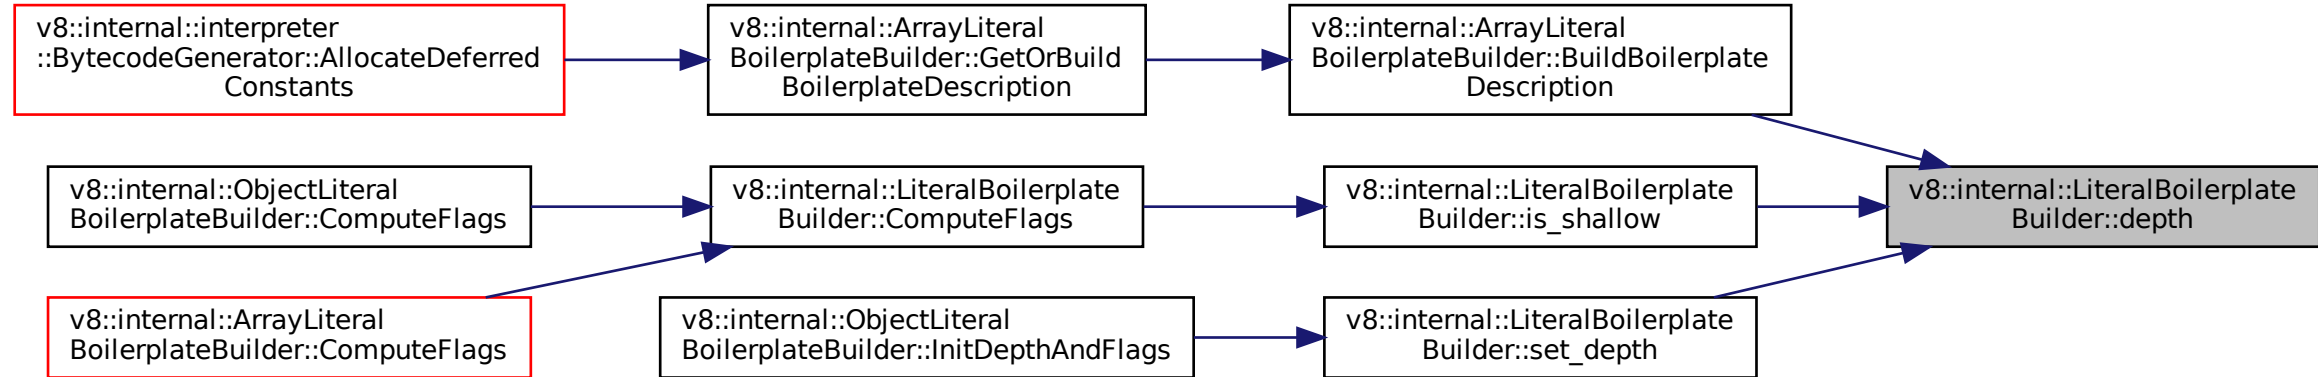 v8::internal::interpreter
::BytecodeGenerator::AllocateDeferred
Constants
v8::internal::ArrayLiteral
BoilerplateBuilder::GetOrBuild
BoilerplateDescription
v8::internal::ArrayLiteral
BoilerplateBuilder::BuildBoilerplate
Description
v8::internal::ObjectLiteral
BoilerplateBuilder::ComputeFlags
v8::internal::LiteralBoilerplate
Builder::ComputeFlags
v8::internal::LiteralBoilerplate
Builder::is_shallow
v8::internal::LiteralBoilerplate
Builder::depth
v8::internal::ArrayLiteral
BoilerplateBuilder::ComputeFlags
v8::internal::ObjectLiteral
BoilerplateBuilder::InitDepthAndFlags
v8::internal::LiteralBoilerplate
Builder::set_depth